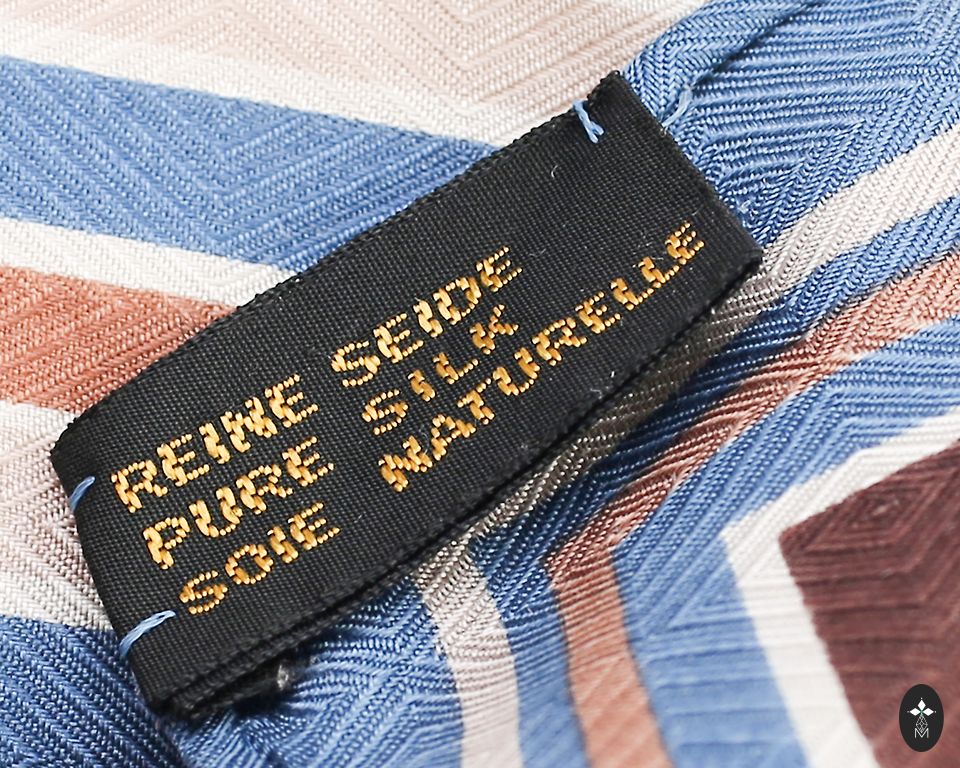 REINE SEIDE
PURE SILK
SOIE NATURELLE
M